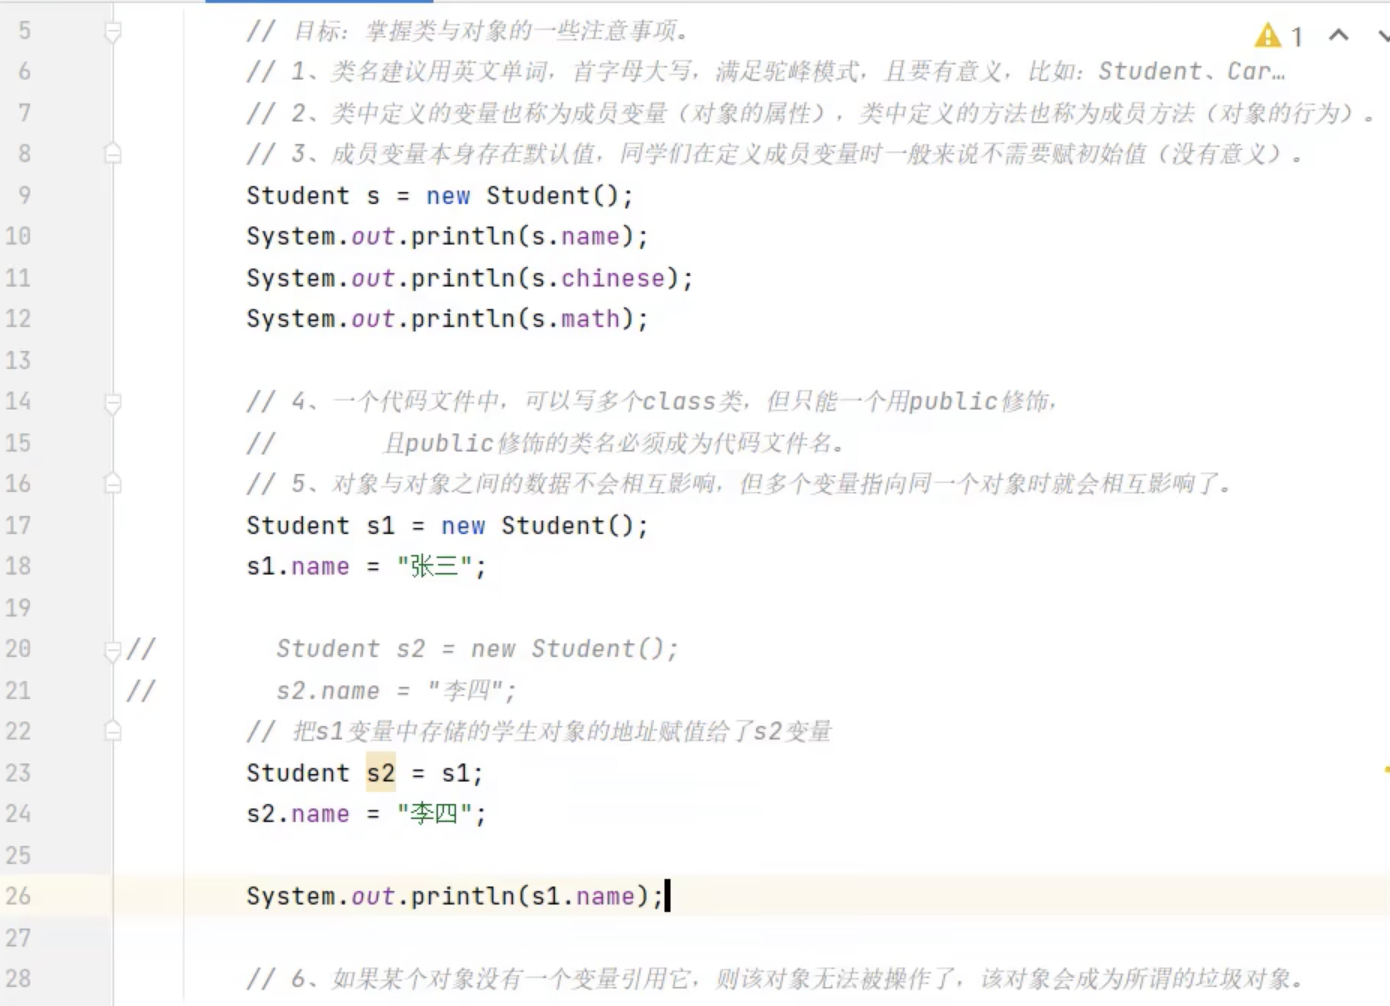 5 // 目标：掌握类与对象的一些注意事项。
1
6 // 1、类名建议用英文单词，首字母大写，满足驼峰模式，且要有意义，比如：Student、Car…
7 // 2、类中定义的变量也称为成员变量（对象的属性），类中定义的方法也称为成员方法（对象的行为）。
8 // 3、成员变量本身存在默认值，同学们在定义成员变量时一般来说不需要赋初始值（没有意义）。
9 Student s = new Student();
10 System.out.println(s.name);
11 System.out.println(s.chinese);
12 System.out.println(s.math);
13
14 // 4、一个代码文件中，可以写多个class类，但只能一个用public修饰，
15 // 且public修饰的类名必须成为代码文件名。
16 // 5、对象与对象之间的数据不会相互影响，但多个变量指向同一个对象时就会相互影响了。
17 Student s1 = new Student();
18 s1.name = "张三";
19
20 // Student s2 = new Student();
21 // s2.name = "李四";
22 // 把s1变量中存储的学生对象的地址赋值给了s2变量
23 Student s2 = s1;
24 s2.name = "李四";
25
26 System.out.println(s1.name);
27
28 // 6、如果某个对象没有一个变量引用它，则该对象无法被操作了，该对象会成为所谓的垃圾对象。